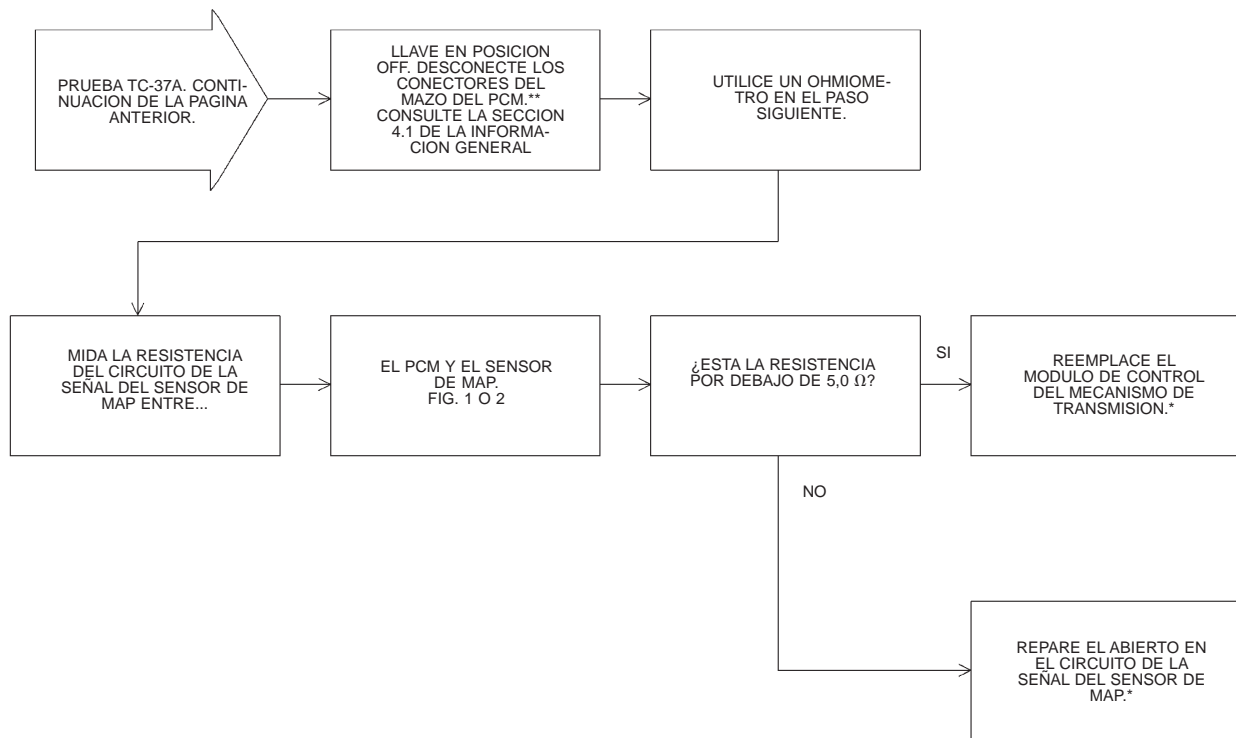 PRUEBA TC-37A. CONTI-
NUACION DE LA PAGINA
ANTERIOR.
LLAVE EN POSICION
OFF. DESCONECTE LOS
CONECTORES DEL
MAZO DEL PCM.**
CONSULTE LA SECCION
4.1 DE LA INFORMA-
CION GENERAL
UTILICE UN OHMIOME-
TRO EN EL PASO
SIGUIENTE.
MIDA LA RESISTENCIA
DEL CIRCUITO DE LA
SEÑAL DEL SENSOR DE
MAP ENTRE...
EL PCM Y EL SENSOR
DE MAP.
FIG. 1 O 2
¿ESTA LA RESISTENCIA
POR DEBAJO DE 5,0 Ω?
SI
REEMPLACE EL
MODULO DE CONTROL
DEL MECANISMO DE
TRANSMISION.*
NO
REPARE EL ABIERTO EN
EL CIRCUITO DE LA
SEÑAL DEL SENSOR DE
MAP.*